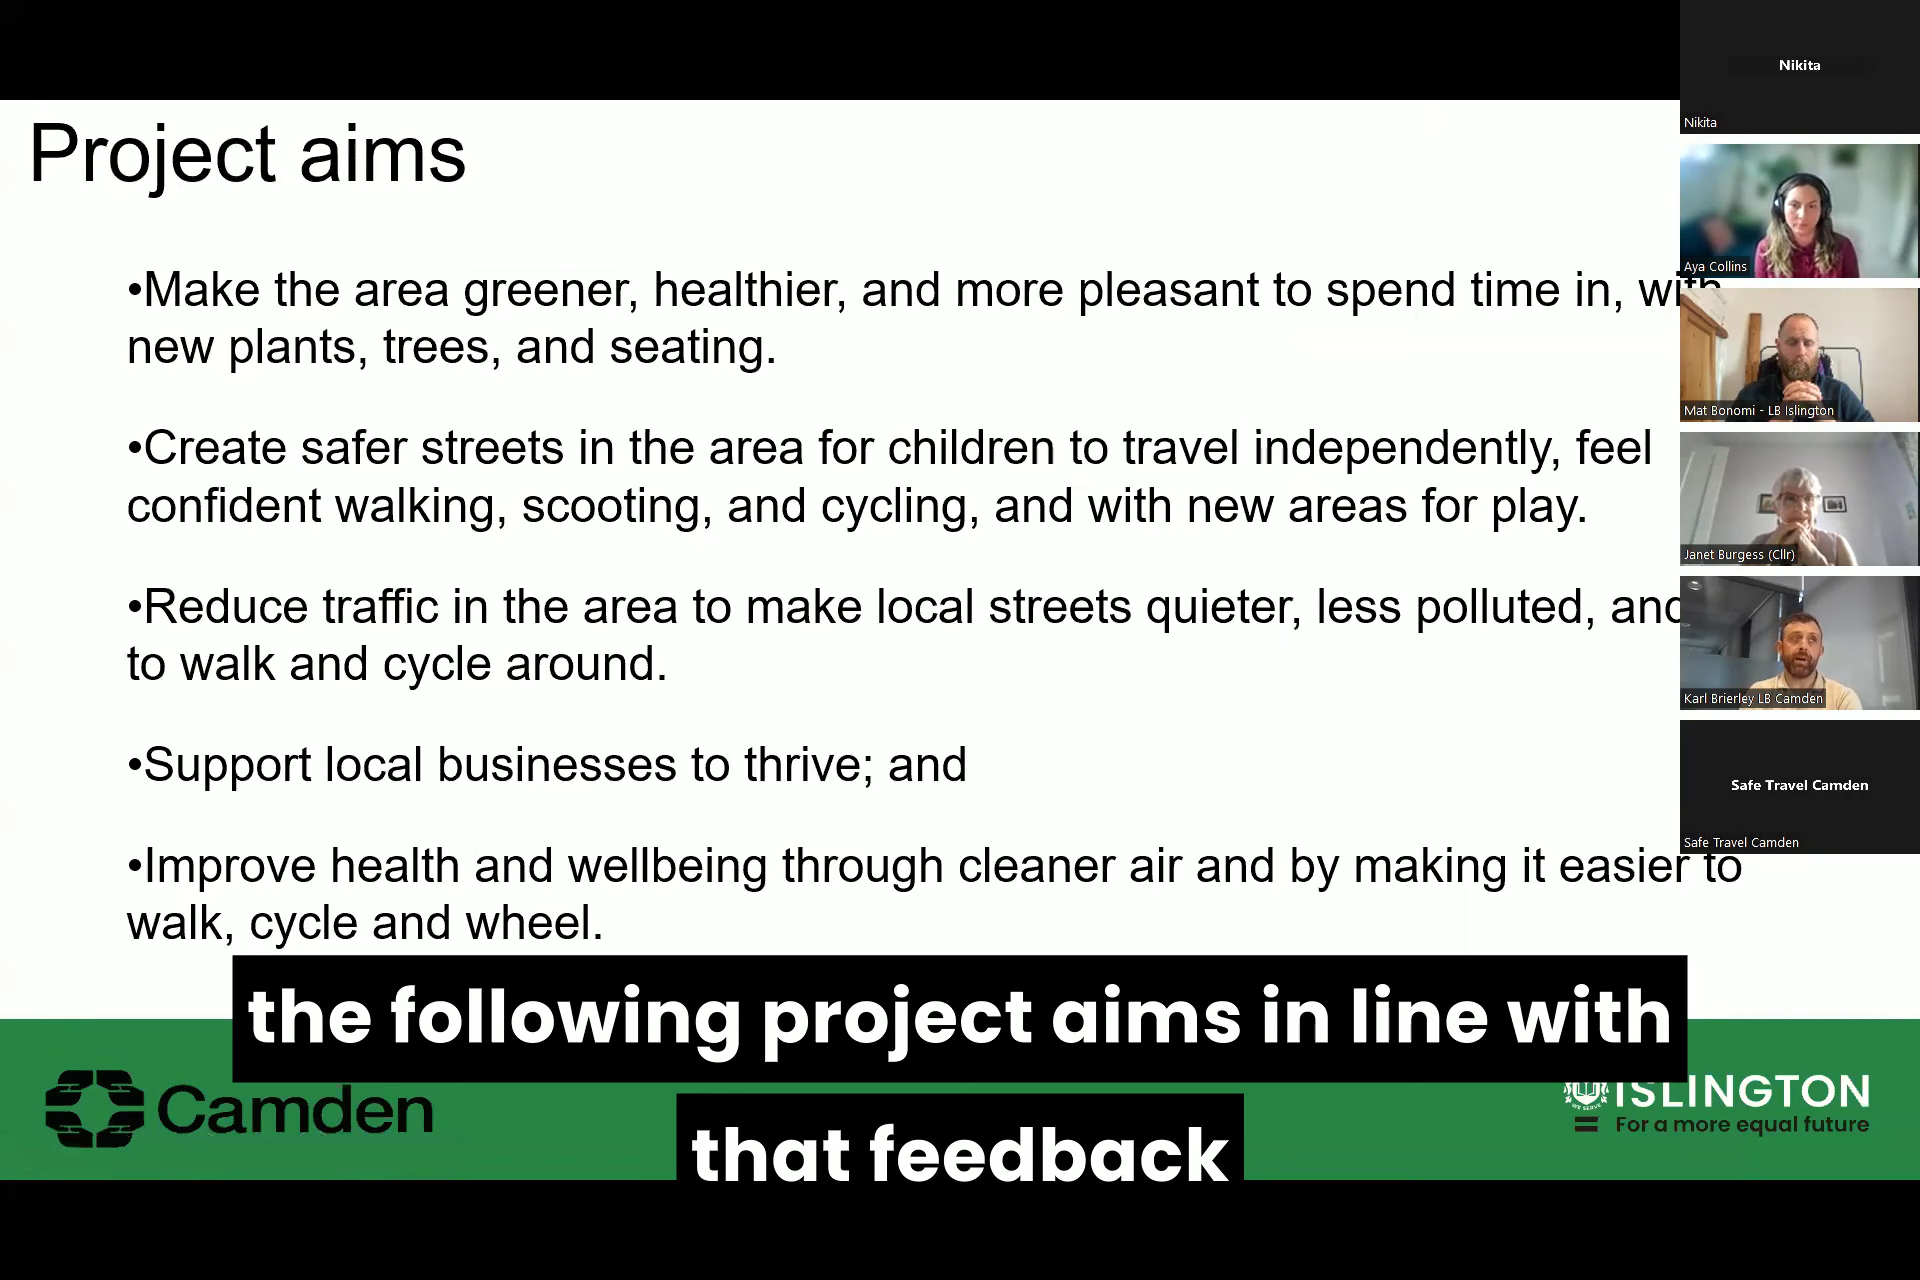 Project aims
•Make the area greener, healthier, and more pleasant to spend time in, with
new plants, trees, and seating.
•Create safer streets in the area for children to travel independently, feel
confident walking, scooting, and cycling, and with new areas for play.
•Reduce traffic in the area to make local streets quieter, less polluted, and
to walk and cycle around.
•Support local businesses to thrive; and
•Improve health and wellbeing through cleaner air and by making it easier to
walk, cycle and wheel.
the following project aims in line with
that feedback
Camden
ISLINGTON
For a more equal future
Nikita
Nikita
Aya Collins
Mat Bonomi - LB Islington
Janet Burgess (Cllr)
Karl Brierley LB Camden
Safe Travel Camden
Safe Travel Camden